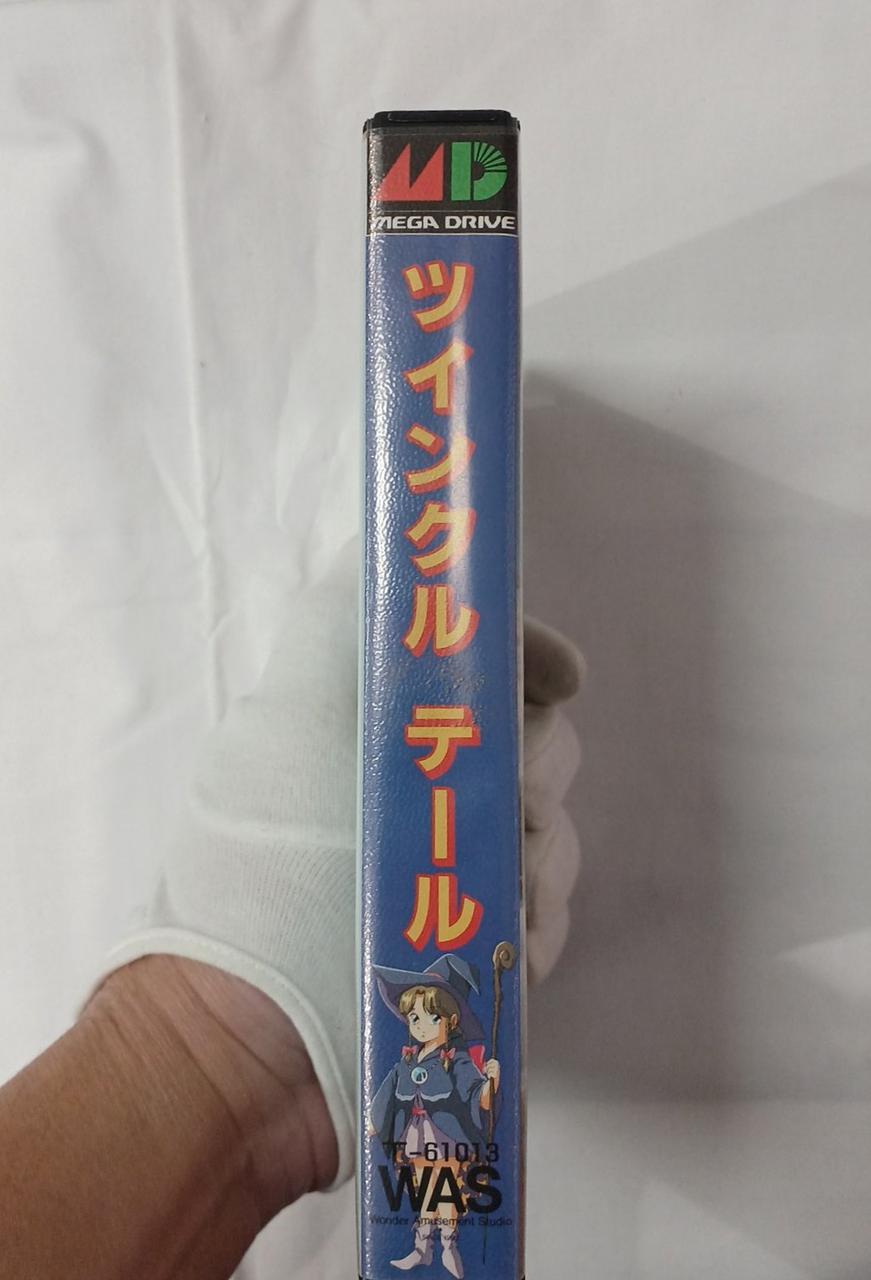 MD
MEGA DRIVE
ツインクル テール
T-61013
WAS
Wonder Amusement Studio